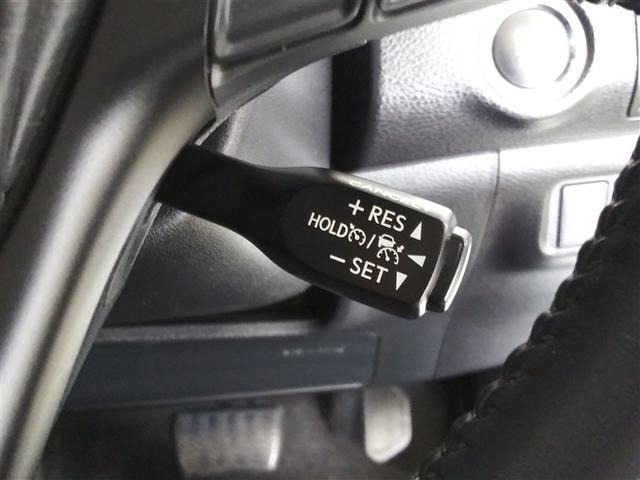 CANCEL
+ RES ▲
HOLD /
− SET ▼